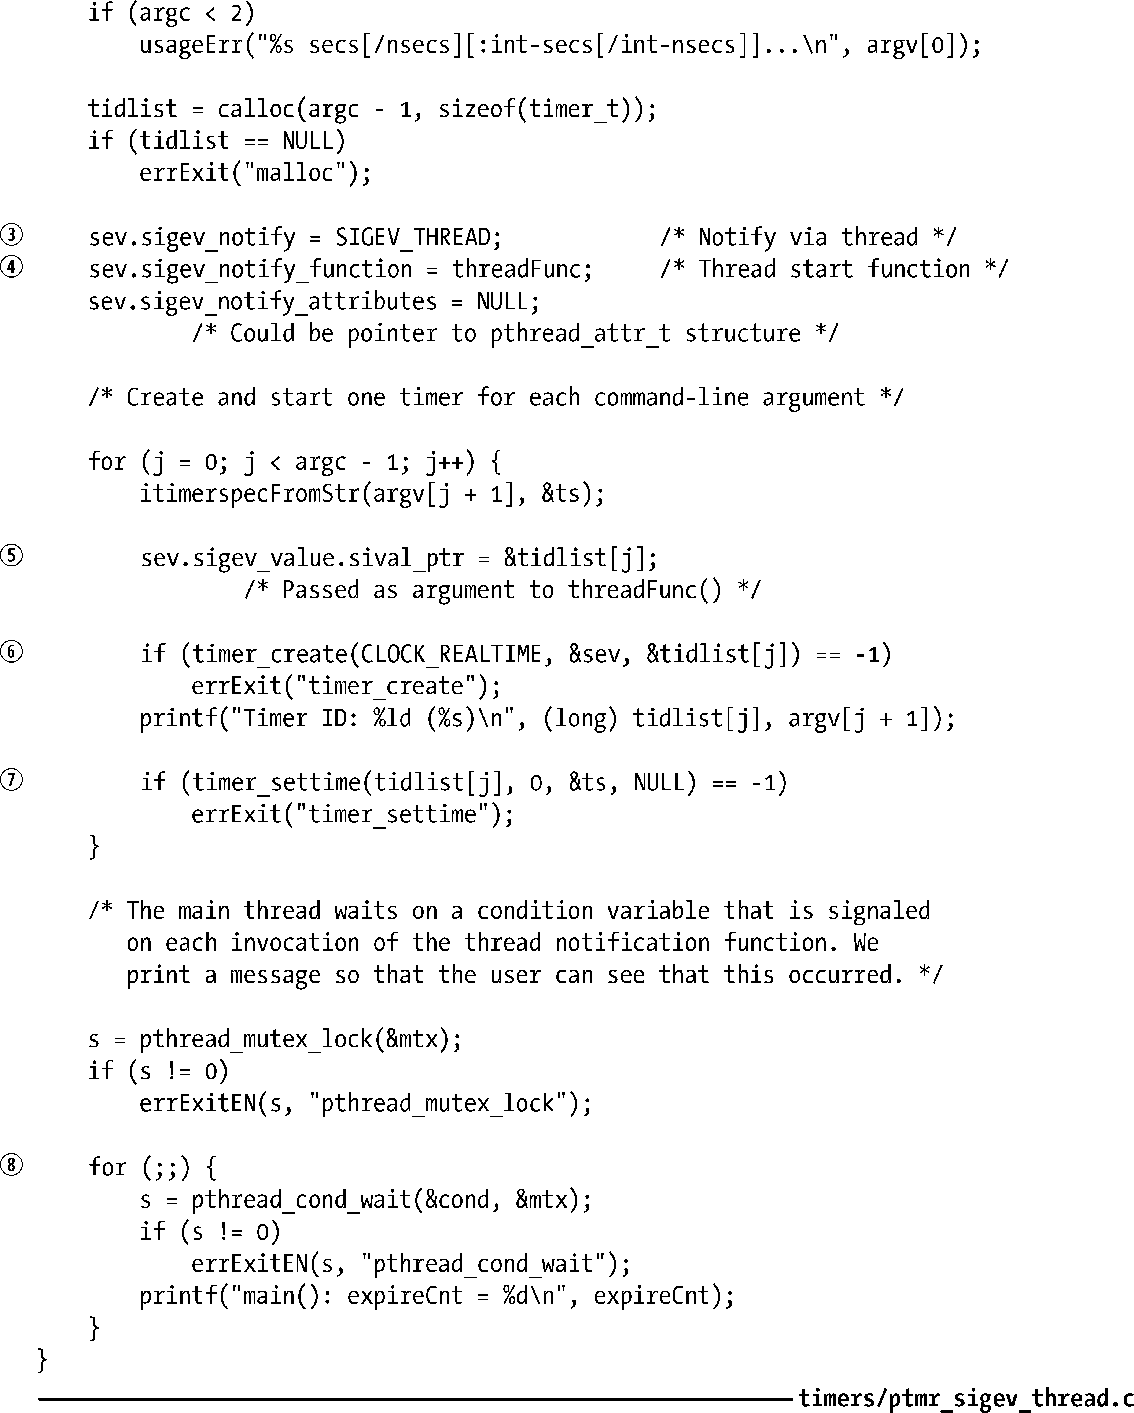 if (argc < 2)
usageErr("%s secs[/nsecs][:int-secs[/int-nsecs]]...\n", argv[0]);
tidlist = calloc(argc - 1, sizeof(timer_t));
if (tidlist == NULL)
errExit("malloc");
③ sev.sigev_notify = SIGEV_THREAD; /* Notify via thread */
④ sev.sigev_notify_function = threadFunc; /* Thread start function */
sev.sigev_notify_attributes = NULL;
/* Could be pointer to pthread_attr_t structure */
/* Create and start one timer for each command-line argument */
for (j = 0; j < argc - 1; j++) {
itimerspecFromStr(argv[j + 1], &ts);
⑤ sev.sigev_value.sival_ptr = &tidlist[j];
/* Passed as argument to threadFunc() */
⑥ if (timer_create(CLOCK_REALTIME, &sev, &tidlist[j]) == -1)
errExit("timer_create");
printf("Timer ID: %ld (%s)\n", (long) tidlist[j], argv[j + 1]);
⑦ if (timer_settime(tidlist[j], 0, &ts, NULL) == -1)
errExit("timer_settime");
}
/* The main thread waits on a condition variable that is signaled
on each invocation of the thread notification function. We
print a message so that the user can see that this occurred. */
s = pthread_mutex_lock(&mtx);
if (s != 0)
errExitEN(s, "pthread_mutex_lock");
⑧ for (;;) {
s = pthread_cond_wait(&cond, &mtx);
if (s != 0)
errExitEN(s, "pthread_cond_wait");
printf("main(): expireCnt = %d\n", expireCnt);
}
}
timers/ptmr_sigev_thread.c